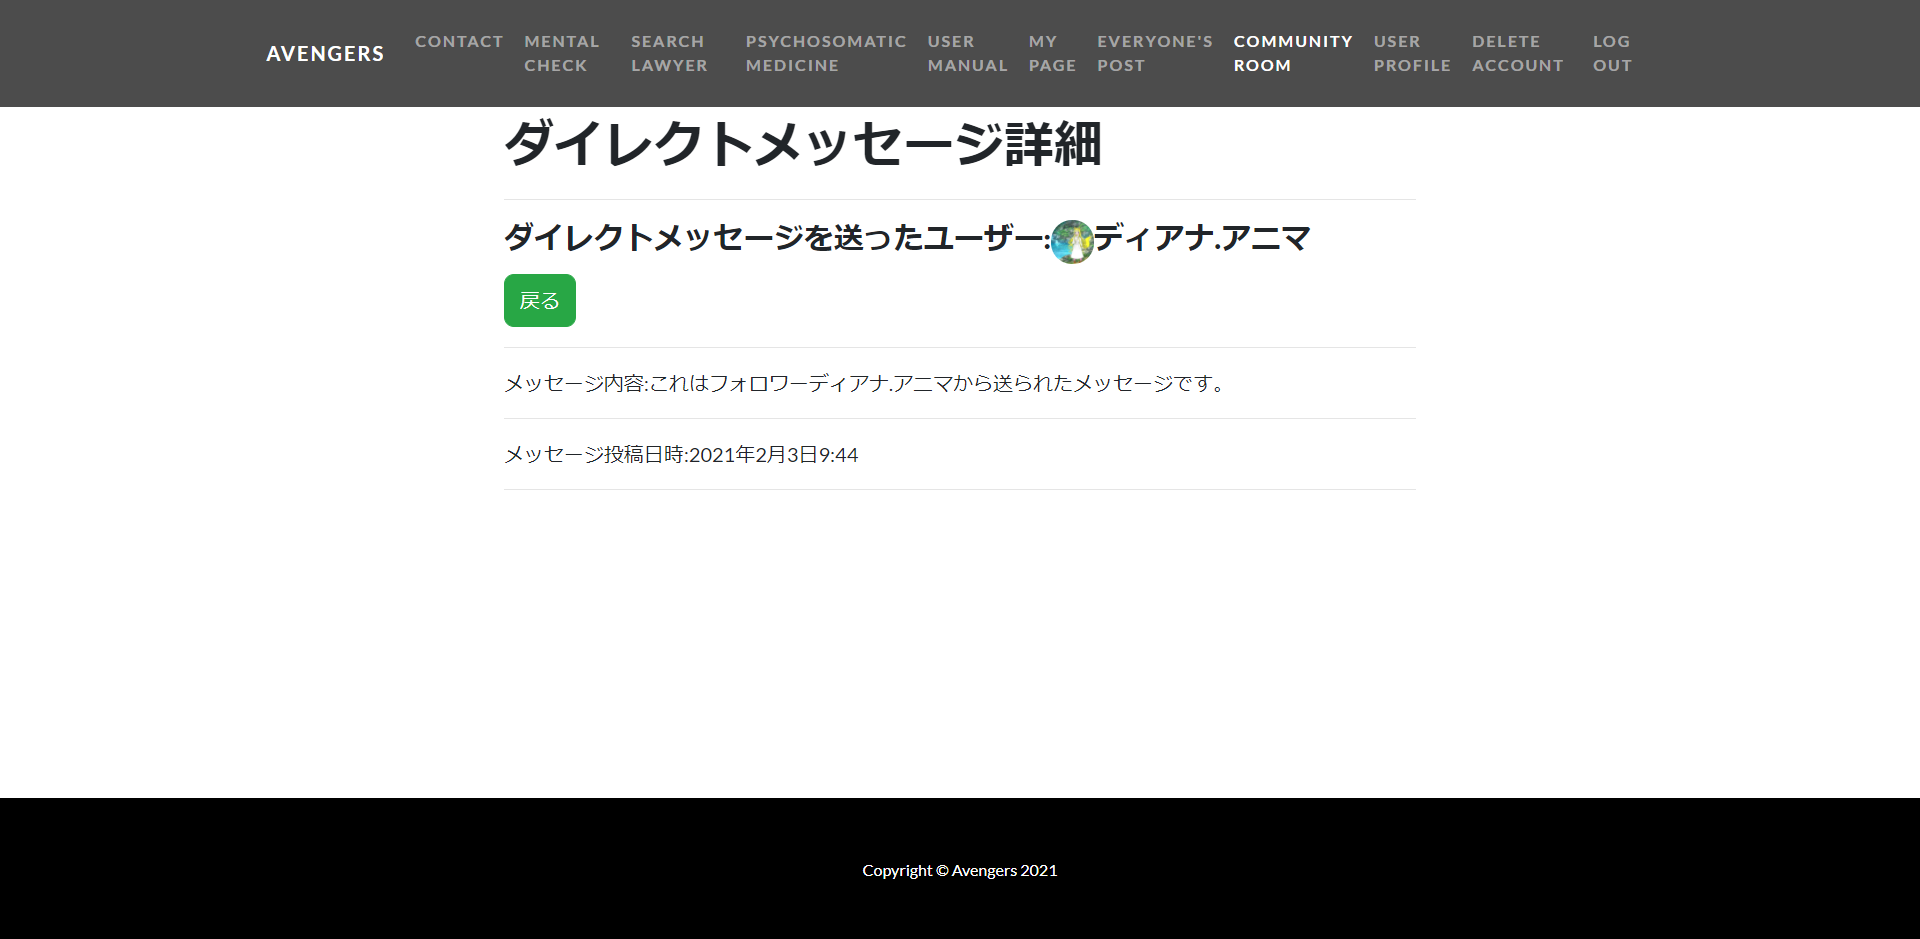 AVENGERS
CONTACT
MENTAL CHECK
SEARCH LAWYER
PSYCHOSOMATIC MEDICINE
USER MANUAL
MY PAGE
EVERYONE'S POST
COMMUNITY ROOM
USER PROFILE
DELETE ACCOUNT
LOG OUT
ダイレクトメッセージ詳細
ダイレクトメッセージを送ったユーザー:ディアナ.アニマ
戻る
メッセージ内容:これはフォロワーディアナ.アニマから送られたメッセージです。
メッセージ投稿日時:2021年2月3日9:44
Copyright © Avengers 2021